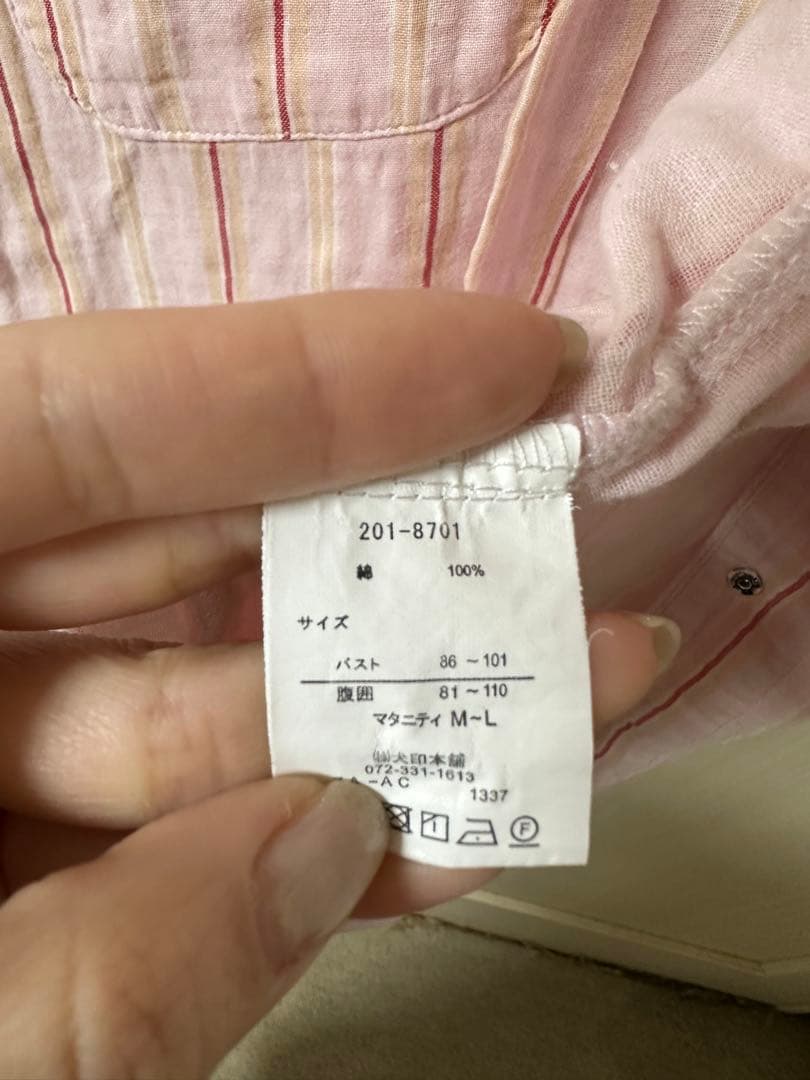 201-8701
綿 100%
サイズ
バスト 86 ~ 101
腹囲 81 ~ 110
マタニティ M~L
㈱犬印本舗
072-331-1613
-AC
1337
F